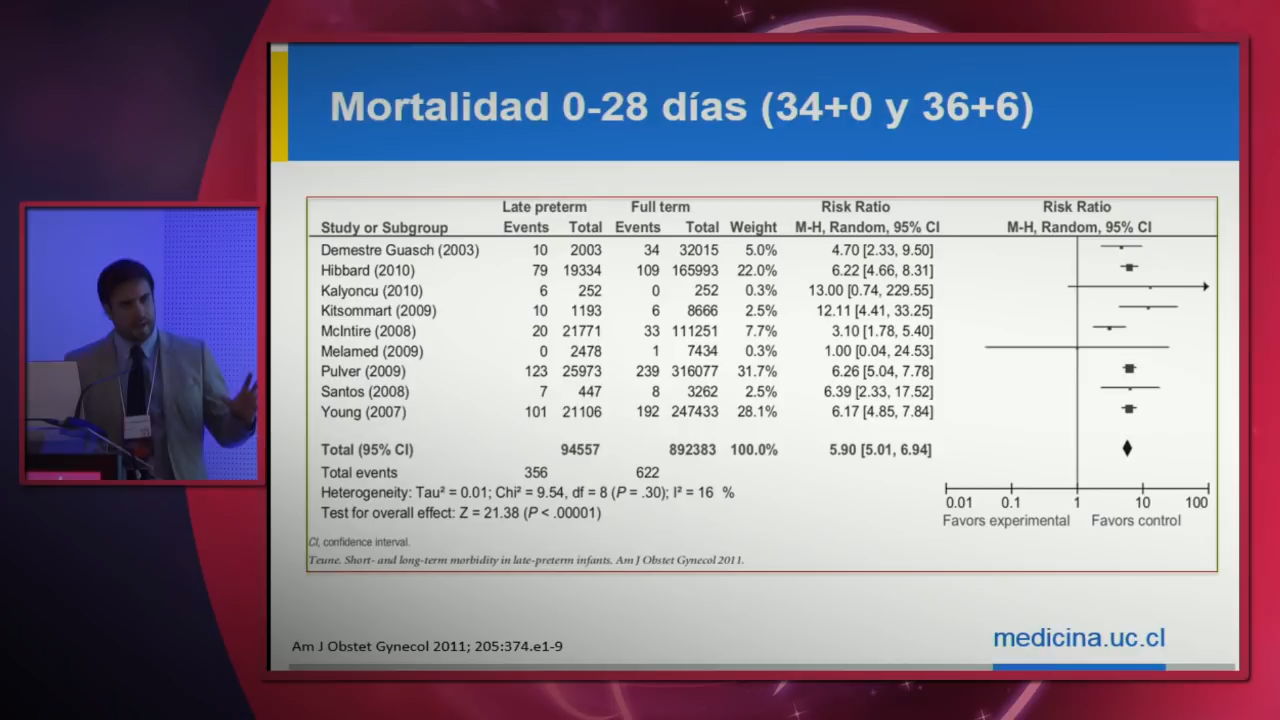 Mortalidad 0-28 días (34+0 y 36+6)
Late preterm Full term Risk Ratio Risk Ratio
Study or Subgroup Events Total Events Total Weight M-H, Random, 95% CI M-H, Random, 95% CI
Demestre Guasch (2003) 10 2003 34 32015 5.0% 4.70 [2.33, 9.50]
Hibbard (2010) 79 19334 109 165993 22.0% 6.22 [4.66, 8.31]
Kalyoncu (2010) 6 252 0 252 0.3% 13.00 [0.74, 229.55]
Kitsommart (2009) 10 1193 6 8666 2.5% 12.11 [4.41, 33.25]
McIntire (2008) 20 21771 33 111251 7.7% 3.10 [1.78, 5.40]
Melamed (2009) 0 2478 1 7434 0.3% 1.00 [0.04, 24.53]
Pulver (2009) 123 25973 239 316077 31.7% 6.26 [5.04, 7.78]
Santos (2008) 7 447 8 3262 2.5% 6.39 [2.33, 17.52]
Young (2007) 101 21106 192 247433 28.1% 6.17 [4.85, 7.84]
Total (95% CI) 94557 892383 100.0% 5.90 [5.01, 6.94]
Total events 356 622
Heterogeneity: Tau² = 0.01; Chi² = 9.54, df = 8 (P = .30); I² = 16 %
Test for overall effect: Z = 21.38 (P < .00001)
0.01 0.1 1 10 100
Favors experimental Favors control
CI, confidence interval.
Teune. Short- and long-term morbidity in late-preterm infants. Am J Obstet Gynecol 2011.
Am J Obstet Gynecol 2011; 205:374.e1-9
medicina.uc.cl